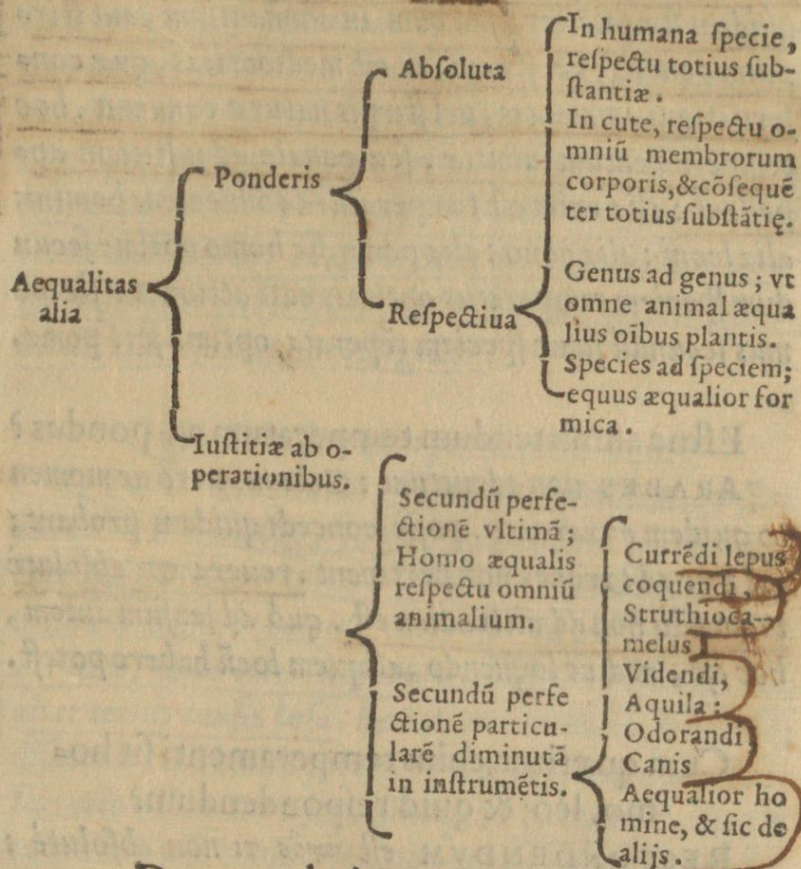 Aequalitas
alia
Ponderis
Abſoluta
In humana ſpecie,
reſpectu totius ſub-
ſtantiæ.
In cute, reſpectu o-
mniū membrorum
corporis,&cōſequē
ter totius ſubſtātię.
Reſpectiua
Genus ad genus ; vt
omne animal æqua
lius oībus plantis.
Species ad ſpeciem;
equus æqualior for
mica.
Iuſtitiæ ab o-
perationibus.
Secundū perfe-
ctionē vltimā;
Homo æqualis
reſpectu omniū
animalium.
Secundū perfe
ctionē particu-
larē diminutā
in inſtrumētis.
Currēdi lepus
coquendi,
Struthioca-
melus
Videndi,
Aquila :
Odorandi
Canis
Aequalior ho
mine, & ſic de
alijs.